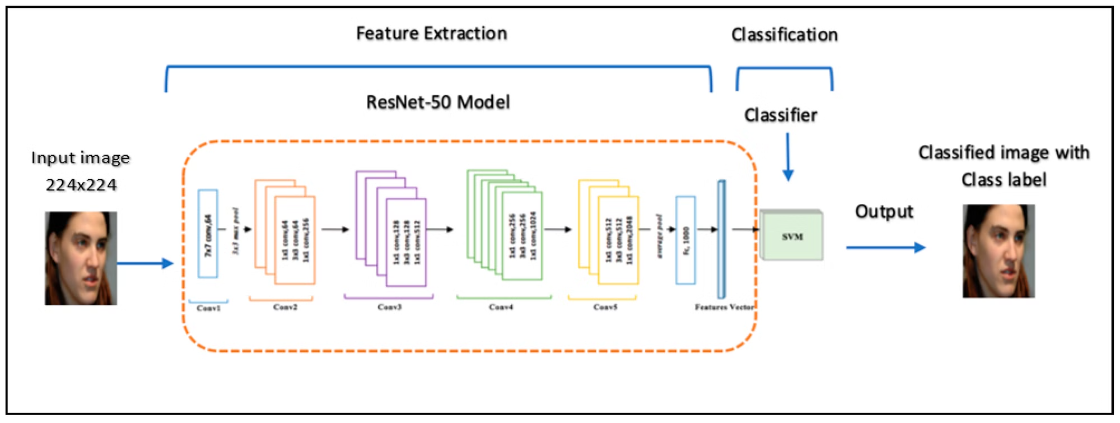 Feature Extraction
Classification
ResNet-50 Model
Classifier
Input image
224x224
Classified image with
Class label
Output
7x7 conv,64
3x3 max pool
1x1 conv,64
3x3 conv,64
1x1 conv,256
1x1 conv,128
3x3 conv,128
1x1 conv,512
1x1 conv,256
3x3 conv,256
1x1 conv,1024
1x1 conv,512
3x3 conv,512
1x1 conv,2048
average pool
fc, 1000
SVM
Conv1
Conv2
Conv3
Conv4
Conv5
Features Vector